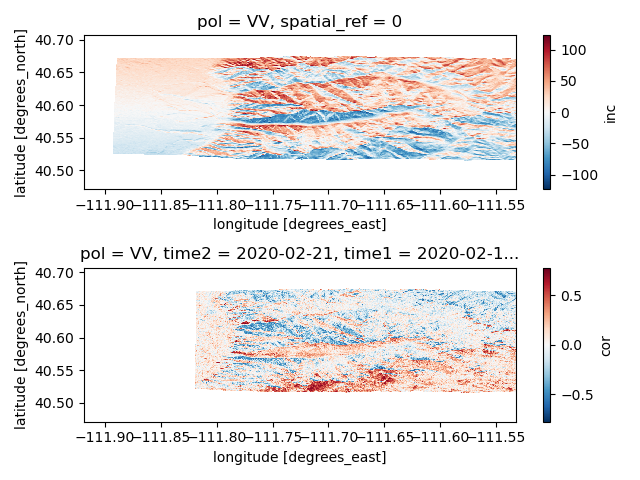 pol = VV, spatial_ref = 0
40.70
40.65
40.60
40.55
40.50
latitude [degrees_north]
−111.90−111.85−111.80−111.75−111.70−111.65−111.60−111.55
longitude [degrees_east]
100
50
0
−50
−100
inc
pol = VV, time2 = 2020-02-21, time1 = 2020-02-1...
40.70
40.65
40.60
40.55
40.50
latitude [degrees_north]
−111.90−111.85−111.80−111.75−111.70−111.65−111.60−111.55
longitude [degrees_east]
0.5
0.0
−0.5
cor